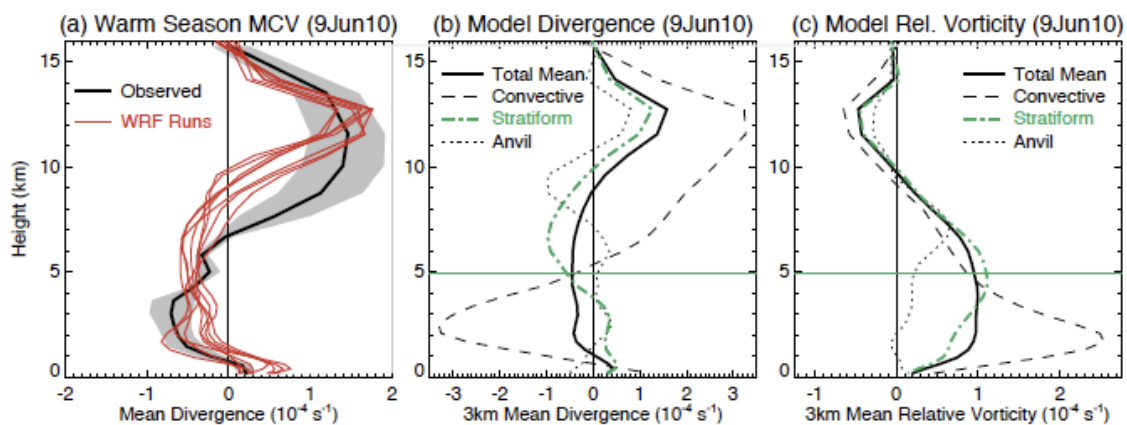 (a) Warm Season MCV (9Jun10)
15
10
5
0
Height (km)
Observed
WRF Runs
-2 -1 0 1 2
Mean Divergence (10⁻⁴ s⁻¹)
(b) Model Divergence (9Jun10)
15
10
5
0
Total Mean
Convective
Stratiform
Anvil
-3 -2 -1 0 1 2 3
3km Mean Divergence (10⁻⁴ s⁻¹)
(c) Model Rel. Vorticity (9Jun10)
15
10
5
0
Total Mean
Convective
Stratiform
Anvil
-1 0 1 2
3km Mean Relative Vorticity (10⁻⁴ s⁻¹)